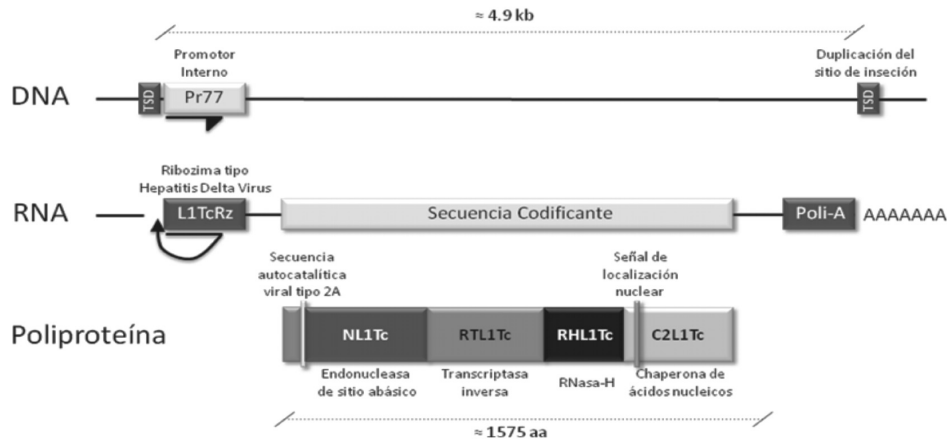 ≈ 4.9 kb
Promotor
Interno
Duplicación del
sitio de inseción
DNA
TSD
Pr77
TSD
Ribozima tipo
Hepatitis Delta Virus
RNA
L1TcRz
Secuencia Codificante
Poli-A
AAAAAAA
Secuencia
autocatalítica
viral tipo 2A
Señal de
localización
nuclear
Poliproteína
NL1Tc
RTL1Tc
RHL1Tc
C2L1Tc
Endonucleasa
de sitio abásico
Transcriptasa
inversa
RNasa-H
Chaperona de
ácidos nucleicos
≈ 1575 aa